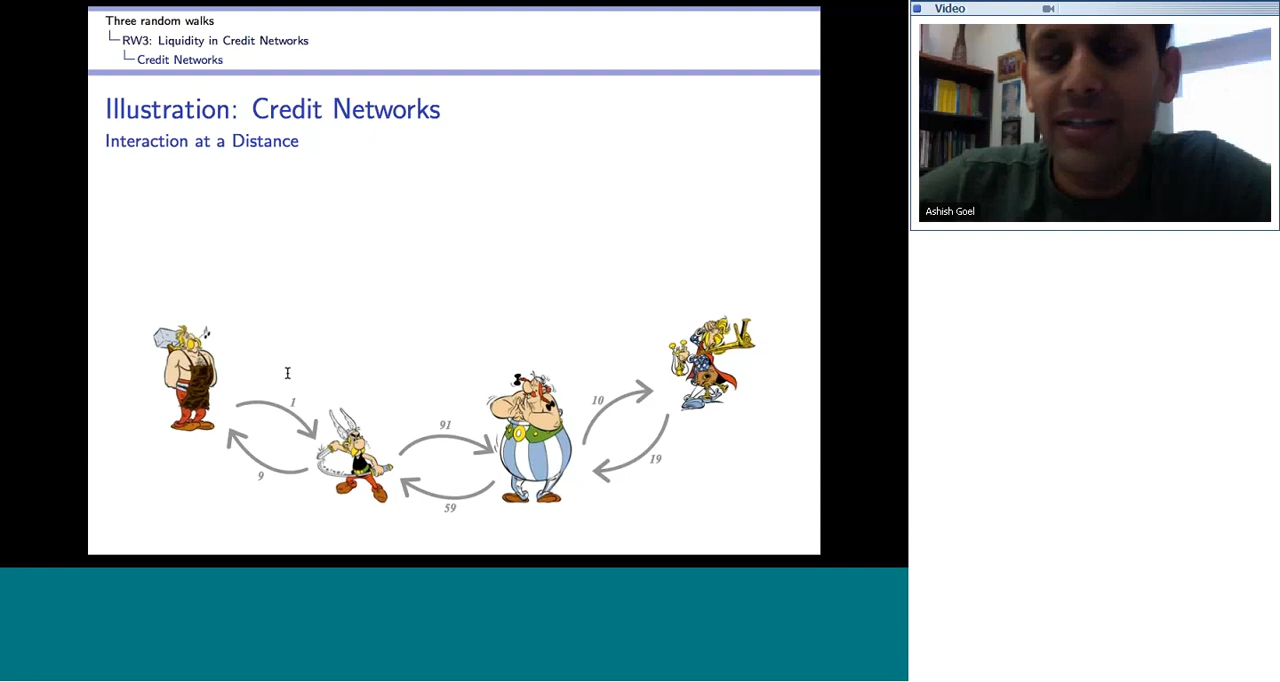 Three random walks
RW3: Liquidity in Credit Networks
Credit Networks
Illustration: Credit Networks
Interaction at a Distance
1
9
91
59
10
19
Video
Ashish Goel